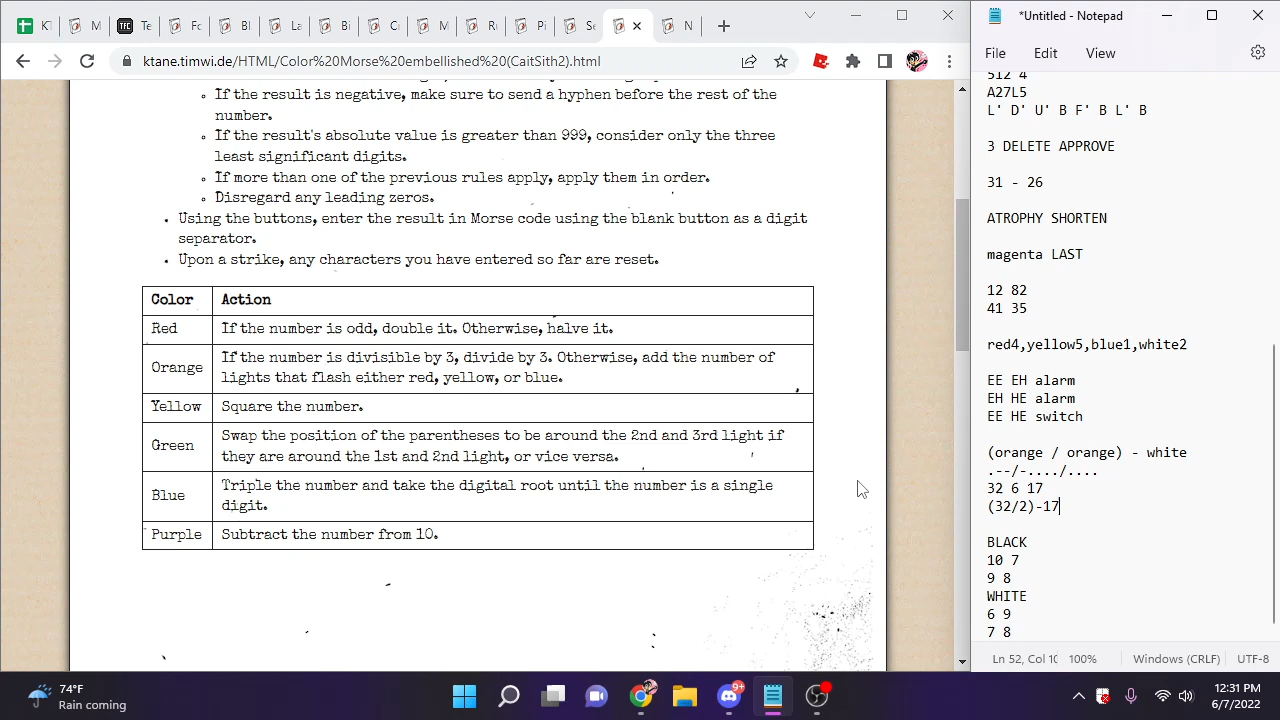 M
Te
Fc
Bl
Bl
Bi
C
M
Ri
Pi
Se
N
*Untitled - Notepad
ktane.timwi.de/HTML/Color%20Morse%20embellished%20(CaitSith2).html
File Edit View
If the result is negative, make sure to send a hyphen before the rest of the
number.
If the result's absolute value is greater than 999, consider only the three
least significant digits.
If more than one of the previous rules apply, apply them in order.
Disregard any leading zeros.
Using the buttons, enter the result in Morse code using the blank button as a digit
separator.
Upon a strike, any characters you have entered so far are reset.
Color Action
Red If the number is odd, double it. Otherwise, halve it.
Orange If the number is divisible by 3, divide by 3. Otherwise, add the number of
lights that flash either red, yellow, or blue.
Yellow Square the number.
Green Swap the position of the parentheses to be around the 2nd and 3rd light if
they are around the 1st and 2nd light, or vice versa.
Blue Triple the number and take the digital root until the number is a single
digit.
Purple Subtract the number from 10.
512 4
A27L5
L' D' U' B F' B L' B
3 DELETE APPROVE
31 - 26
ATROPHY SHORTEN
magenta LAST
12 82
41 35
red4,yellow5,blue1,white2
EE EH alarm
EH HE alarm
EE HE switch
(orange / orange) - white
.--/-..../....
32 6 17
(32/2)-17
BLACK
10 7
9 8
WHITE
6 9
7 8
Ln 52, Col 10 100% Windows (CRLF) UTF-8
74°F
Rain coming
9+
12:31 PM
6/7/2022